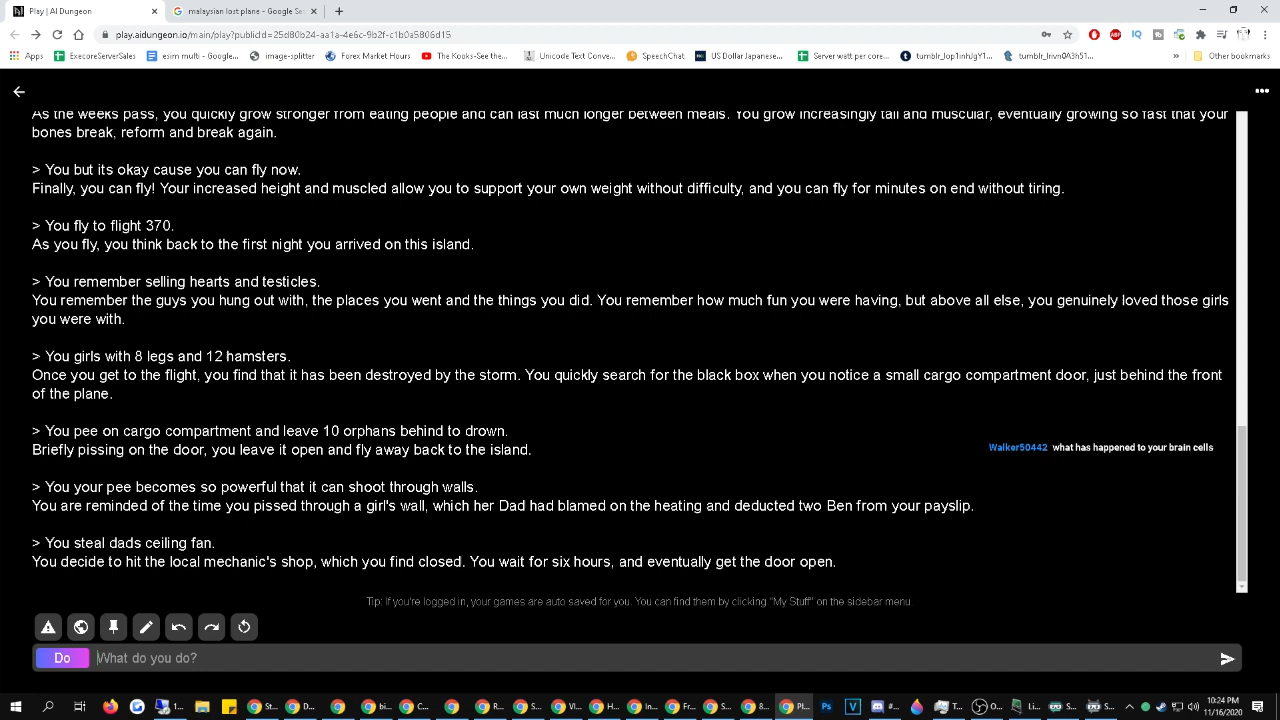 Play | AI Dungeon
malaysian lost plane - Google Se
play.aidungeon.io/main/play?publicId=25d80b24-aa1a-4e6c-9b2f-c1b0a5806d15
Apps ExecoreServerSales esim multi - Google... image-splitter Forex Market Hours The Kooks-See the... Unicode Text Conve... SpeechChat US Dollar Japanese... Server watt per core... tumblr_lop1inhJgY1... tumblr_lnvn0A3h51... » Other bookmarks
As the weeks pass, you quickly grow stronger from eating people and can last much longer between meals. You grow increasingly tall and muscular, eventually growing so fast that your
bones break, reform and break again.
> You but its okay cause you can fly now.
Finally, you can fly! Your increased height and muscled allow you to support your own weight without difficulty, and you can fly for minutes on end without tiring.
> You fly to flight 370.
As you fly, you think back to the first night you arrived on this island.
> You remember selling hearts and testicles.
You remember the guys you hung out with, the places you went and the things you did. You remember how much fun you were having, but above all else, you genuinely loved those girls
you were with.
> You girls with 8 legs and 12 hamsters.
Once you get to the flight, you find that it has been destroyed by the storm. You quickly search for the black box when you notice a small cargo compartment door, just behind the front
of the plane.
> You pee on cargo compartment and leave 10 orphans behind to drown.
Briefly pissing on the door, you leave it open and fly away back to the island.
Walker50442 what has happened to your brain cells
> You your pee becomes so powerful that it can shoot through walls.
You are reminded of the time you pissed through a girl's wall, which her Dad had blamed on the heating and deducted two Ben from your payslip.
> You steal dads ceiling fan.
You decide to hit the local mechanic's shop, which you find closed. You wait for six hours, and eventually get the door open.
Tip: If you're logged in, your games are auto saved for you. You can find them by clicking "My Stuff" on the sidebar menu.
Do What do you do?
1... St... D... bi... C... R... S... Vi... H... In... Fr... S... 8... Pl... #... T... O... Li... S... S...
10:24 PM
11/16/2020